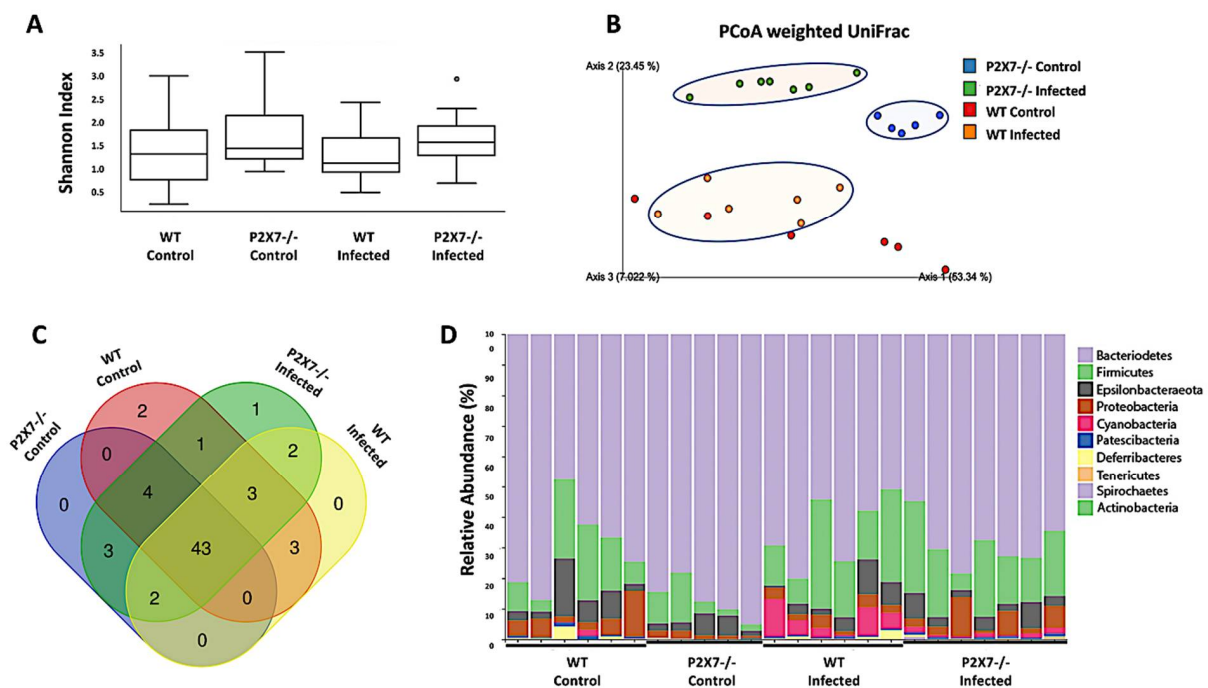 A
Shannon Index
3.5
3.0
2.5
2.0
1.5
1.0
0.5
WT
Control
P2X7-/-
Control
WT
Infected
P2X7-/-
Infected
B
PCoA weighted UniFrac
Axis 2 (23.45 %)
Axis 3 (7.022 %)
Axis 1 (53.34 %)
P2X7-/- Control
P2X7-/- Infected
WT Control
WT Infected
C
P2X7-/-
Control
WT
Control
P2X7-/-
Infected
WT
Infected
2
1
0
1
2
0
4
3
0
3
43
3
2
0
0
D
Relative Abundance (%)
10
0
90
80
70
60
50
40
30
20
10
0
WT
Control
P2X7-/-
Control
WT
Infected
P2X7-/-
Infected
Bacteriodetes
Firmicutes
Epsilonbacteraeota
Proteobacteria
Cyanobacteria
Patescibacteria
Deferribacteres
Tenericutes
Spirochaetes
Actinobacteria